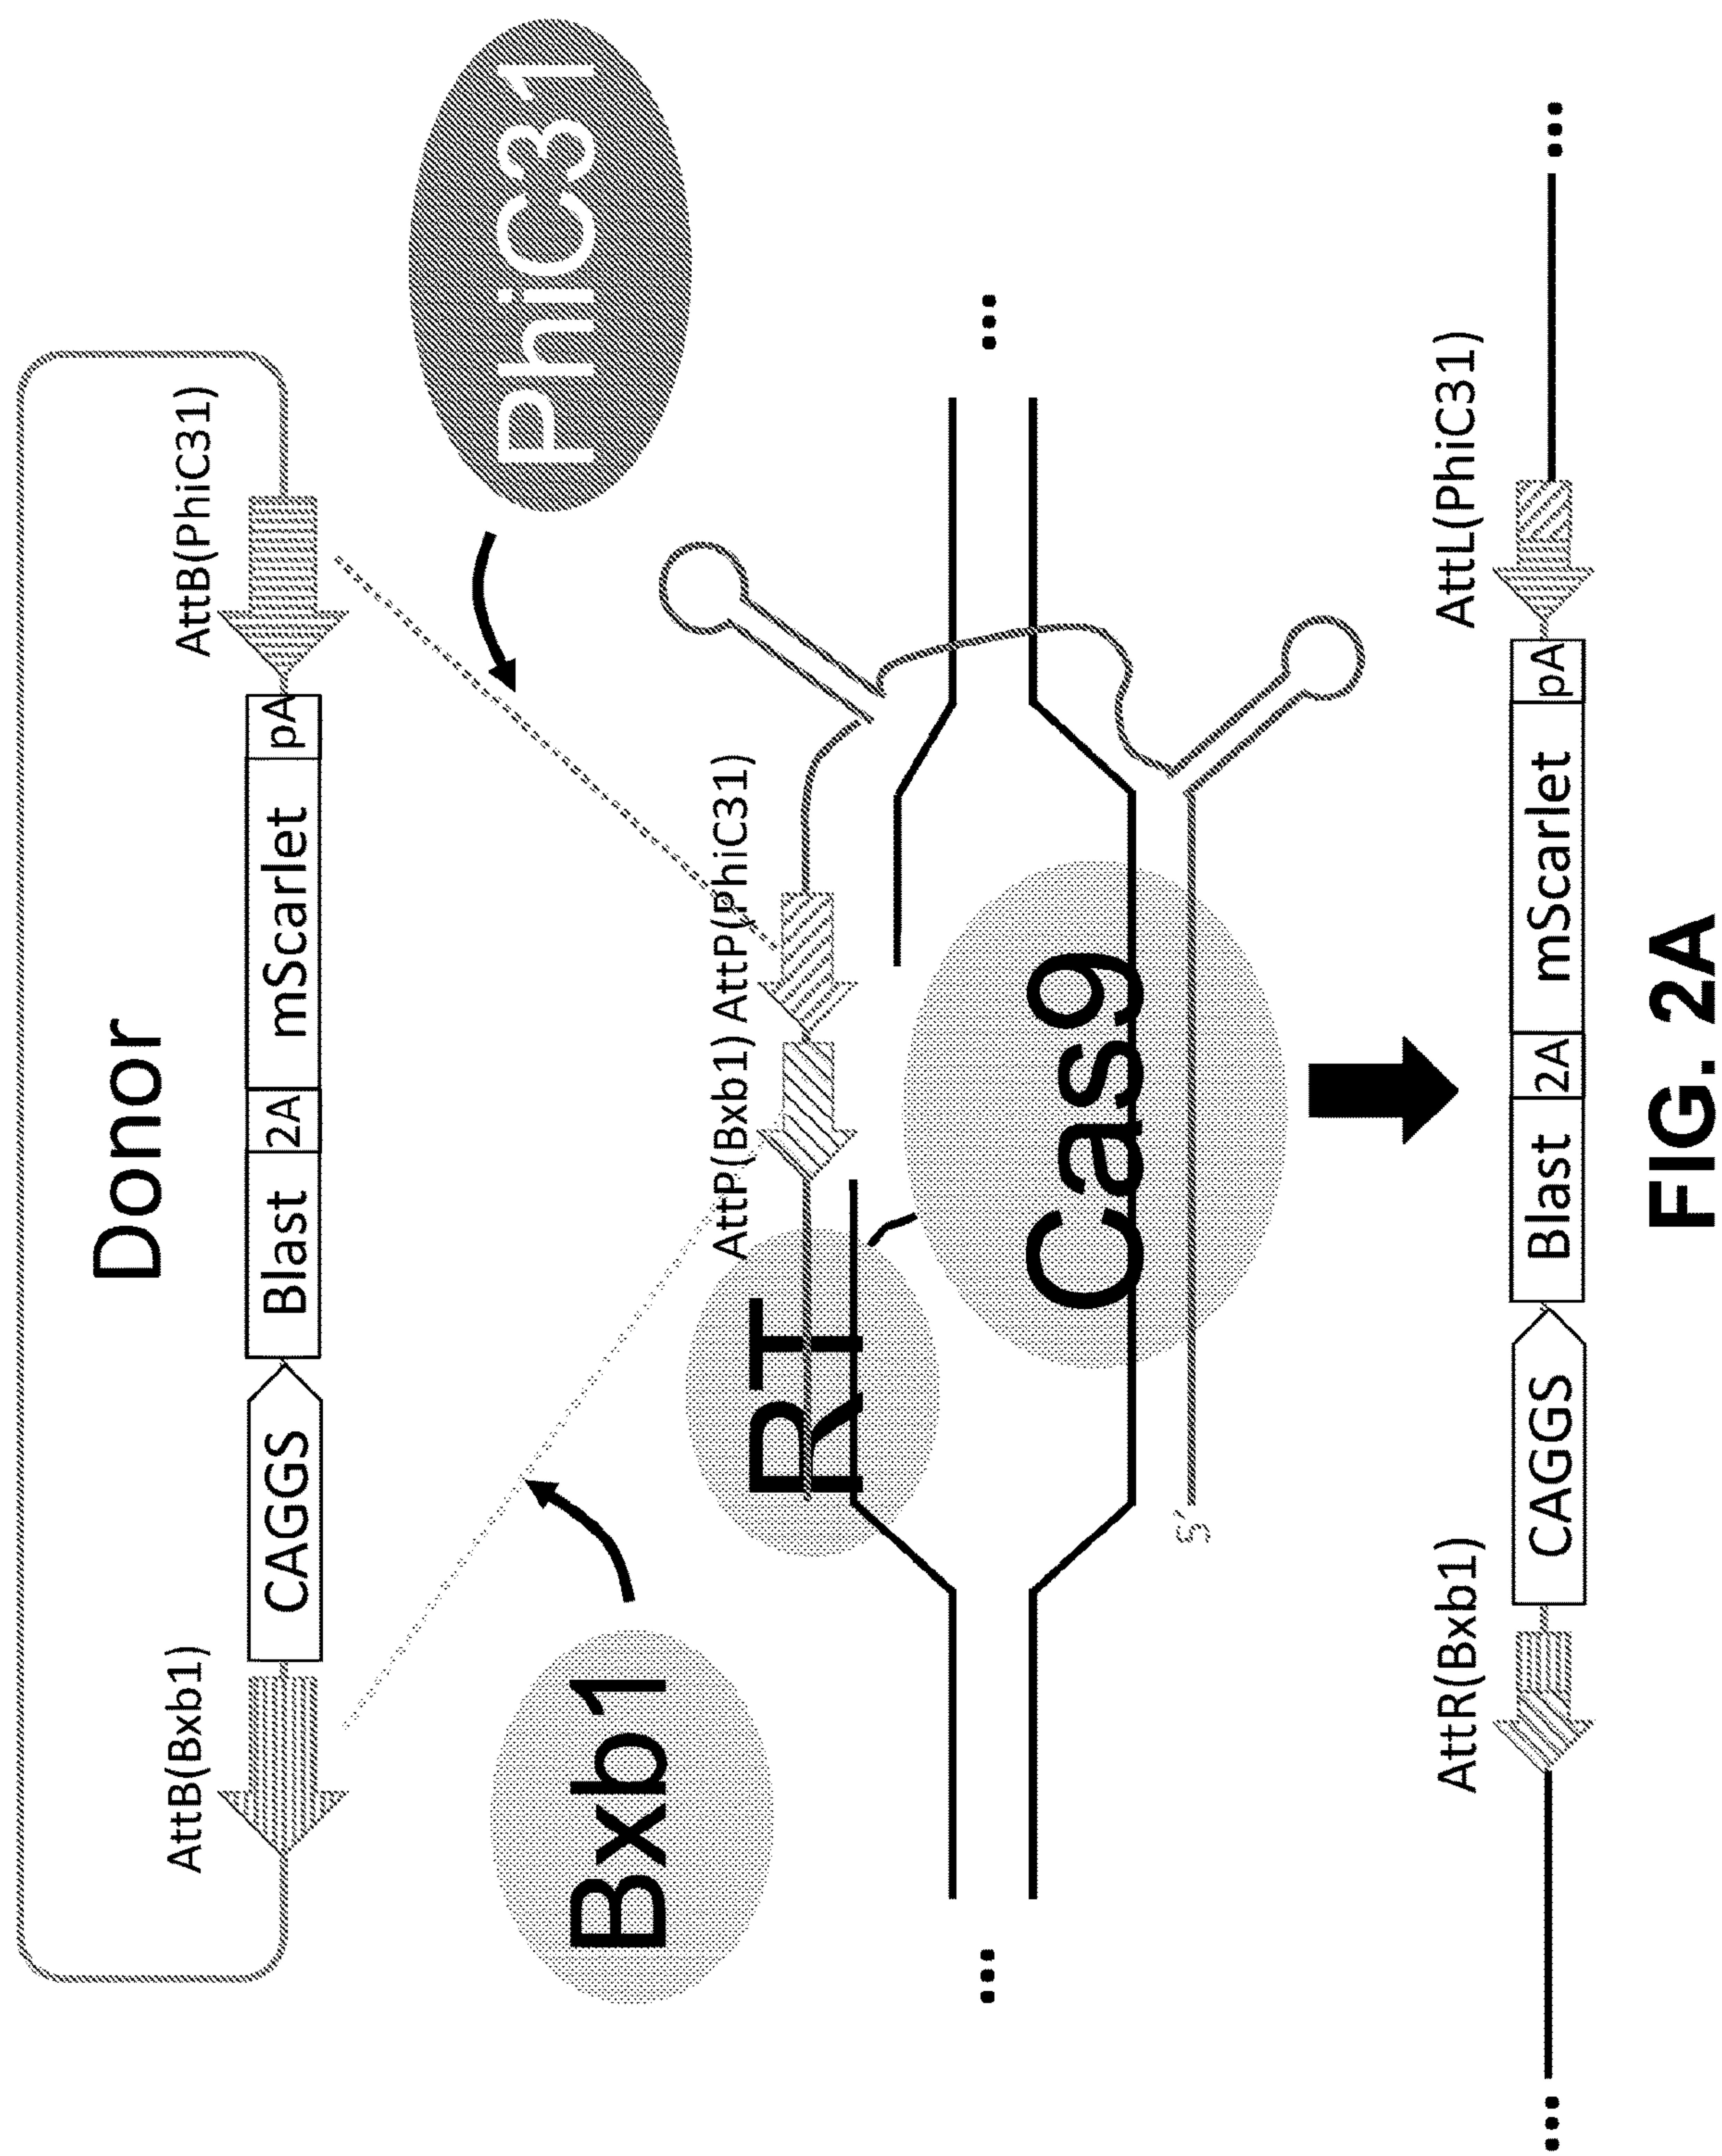 Donor
AttB(Bxb1)
AttB(PhiC31)
CAGGS
Blast
2A
mScarlet
pA
Bxb1
PhiC31
AttP(Bxb1) AttP(PhiC31)
RT
Cas9
5'
AttR(Bxb1)
AttL(PhiC31)
CAGGS
Blast
2A
mScarlet
pA
FIG. 2A